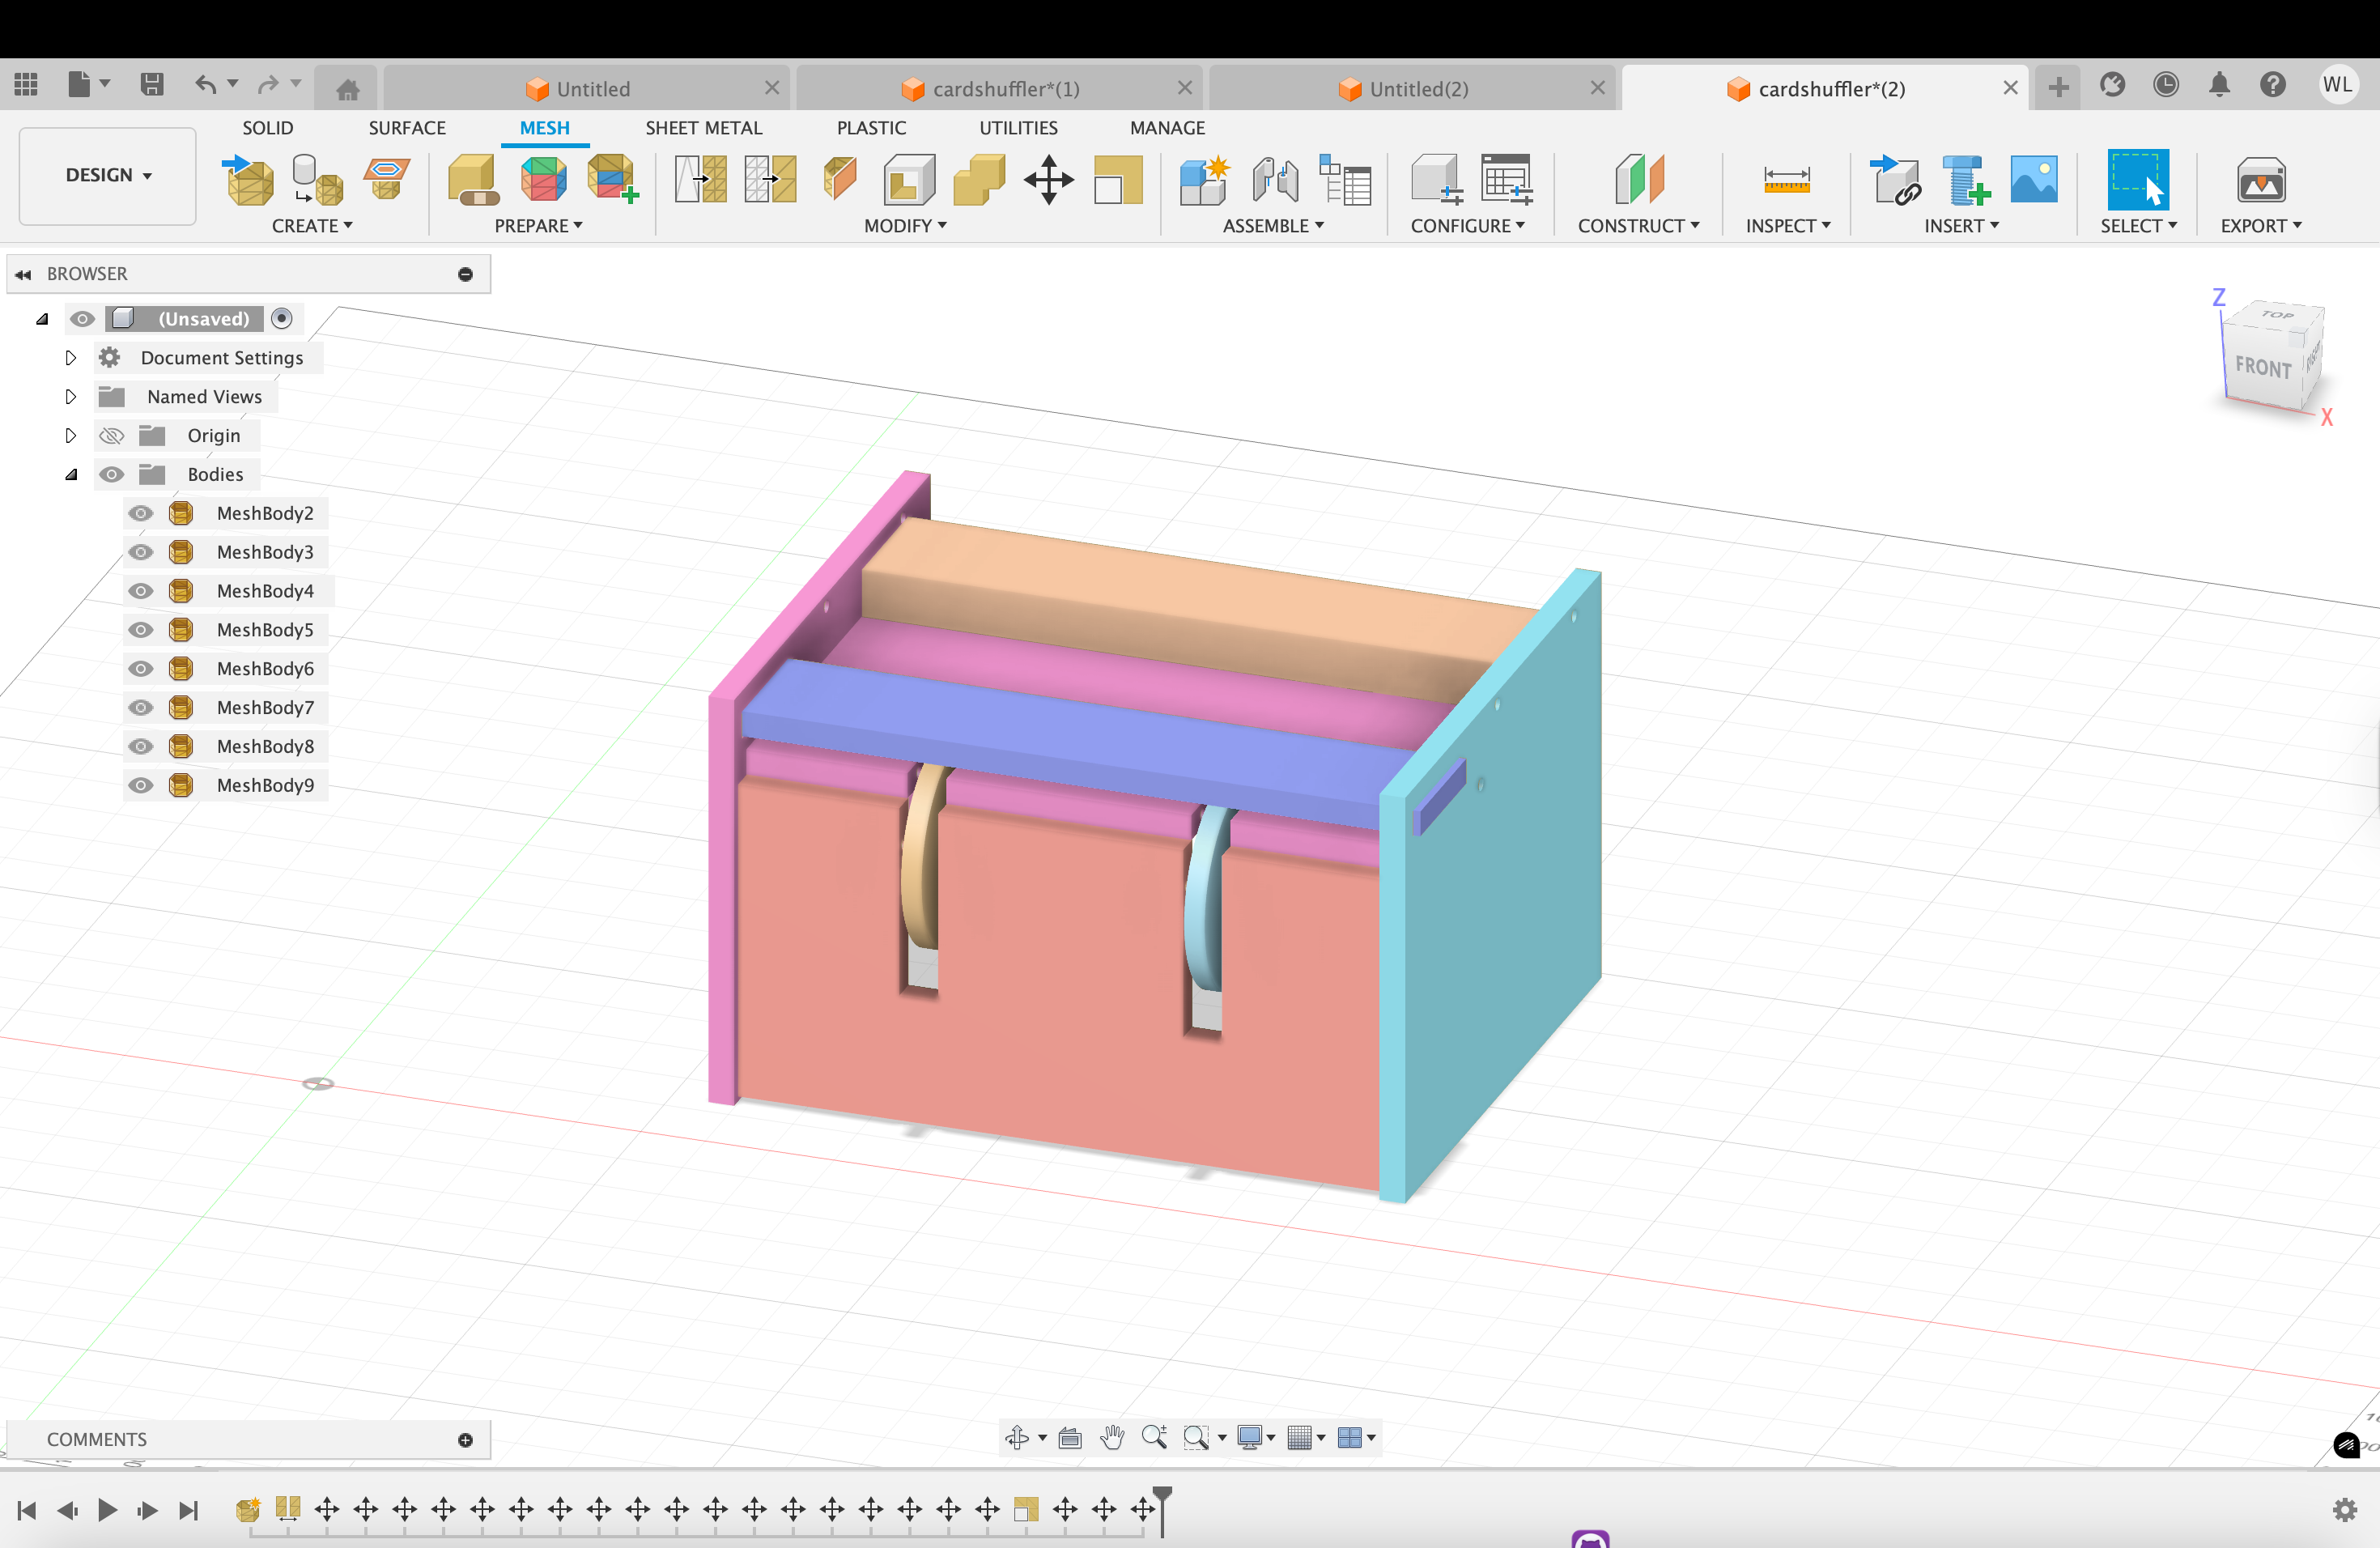 Untitled
cardshuffler*(1)
Untitled(2)
cardshuffler*(2)
WL
SOLID
SURFACE
MESH
SHEET METAL
PLASTIC
UTILITIES
MANAGE
DESIGN
CREATE
PREPARE
MODIFY
ASSEMBLE
CONFIGURE
CONSTRUCT
INSPECT
INSERT
SELECT
EXPORT
BROWSER
(Unsaved)
Document Settings
Named Views
Origin
Bodies
MeshBody2
MeshBody3
MeshBody4
MeshBody5
MeshBody6
MeshBody7
MeshBody8
MeshBody9
Z
TOP
FRONT
X
COMMENTS